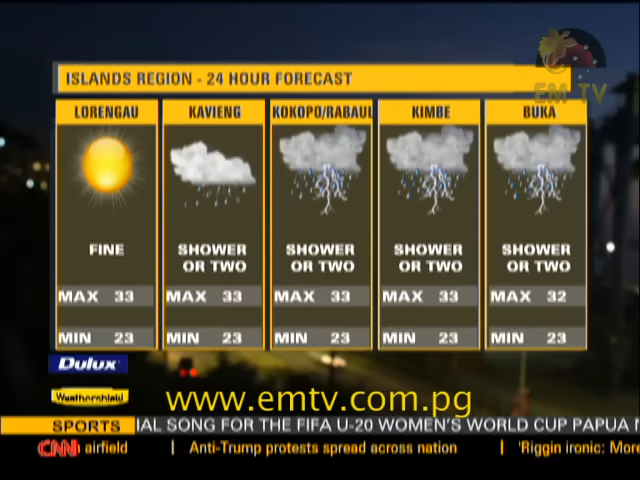 EM TV
ISLANDS REGION - 24 HOUR FORECAST
LORENGAU
FINE
MAX 33
MIN 23
KAVIENG
SHOWER
OR TWO
MAX 33
MIN 23
KOKOPO/RABAUL
SHOWER
OR TWO
MAX 33
MIN 23
KIMBE
SHOWER
OR TWO
MAX 33
MIN 23
BUKA
SHOWER
OR TWO
MAX 32
MIN 23
Dulux
Weathershield
www.emtv.com.pg
SPORTS IAL SONG FOR THE FIFA U-20 WOMEN'S WORLD CUP PAPUA N
CNN airfield | Anti-Trump protests spread across nation | 'Riggin ironic: More